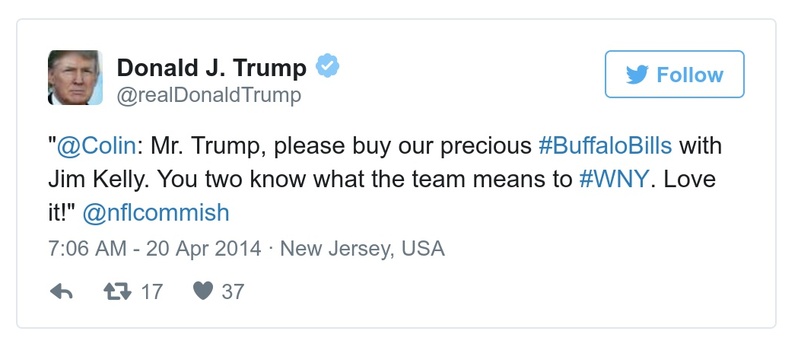 Donald J. Trump
@realDonaldTrump
Follow
"@Colin: Mr. Trump, please buy our precious #BuffaloBills with
Jim Kelly. You two know what the team means to #WNY. Love
it!" @nflcommish
7:06 AM - 20 Apr 2014 · New Jersey, USA
17 37